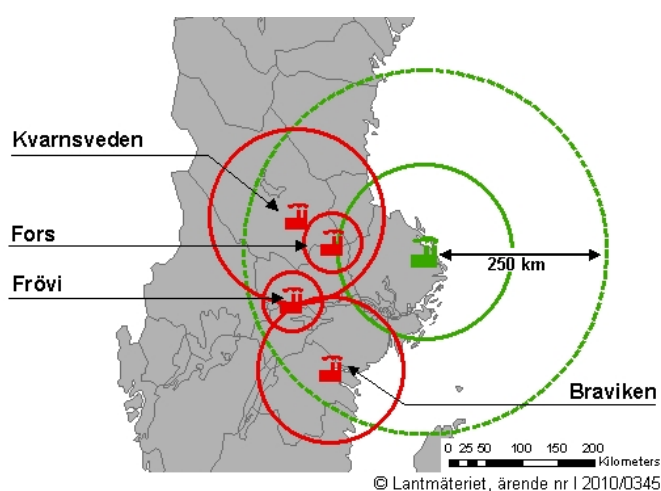 Kvarnsveden
Fors
Frövi
250 km
Braviken
0 25 50 100 150 200
Kilometers
© Lantmäteriet, ärende nr I 2010/0345